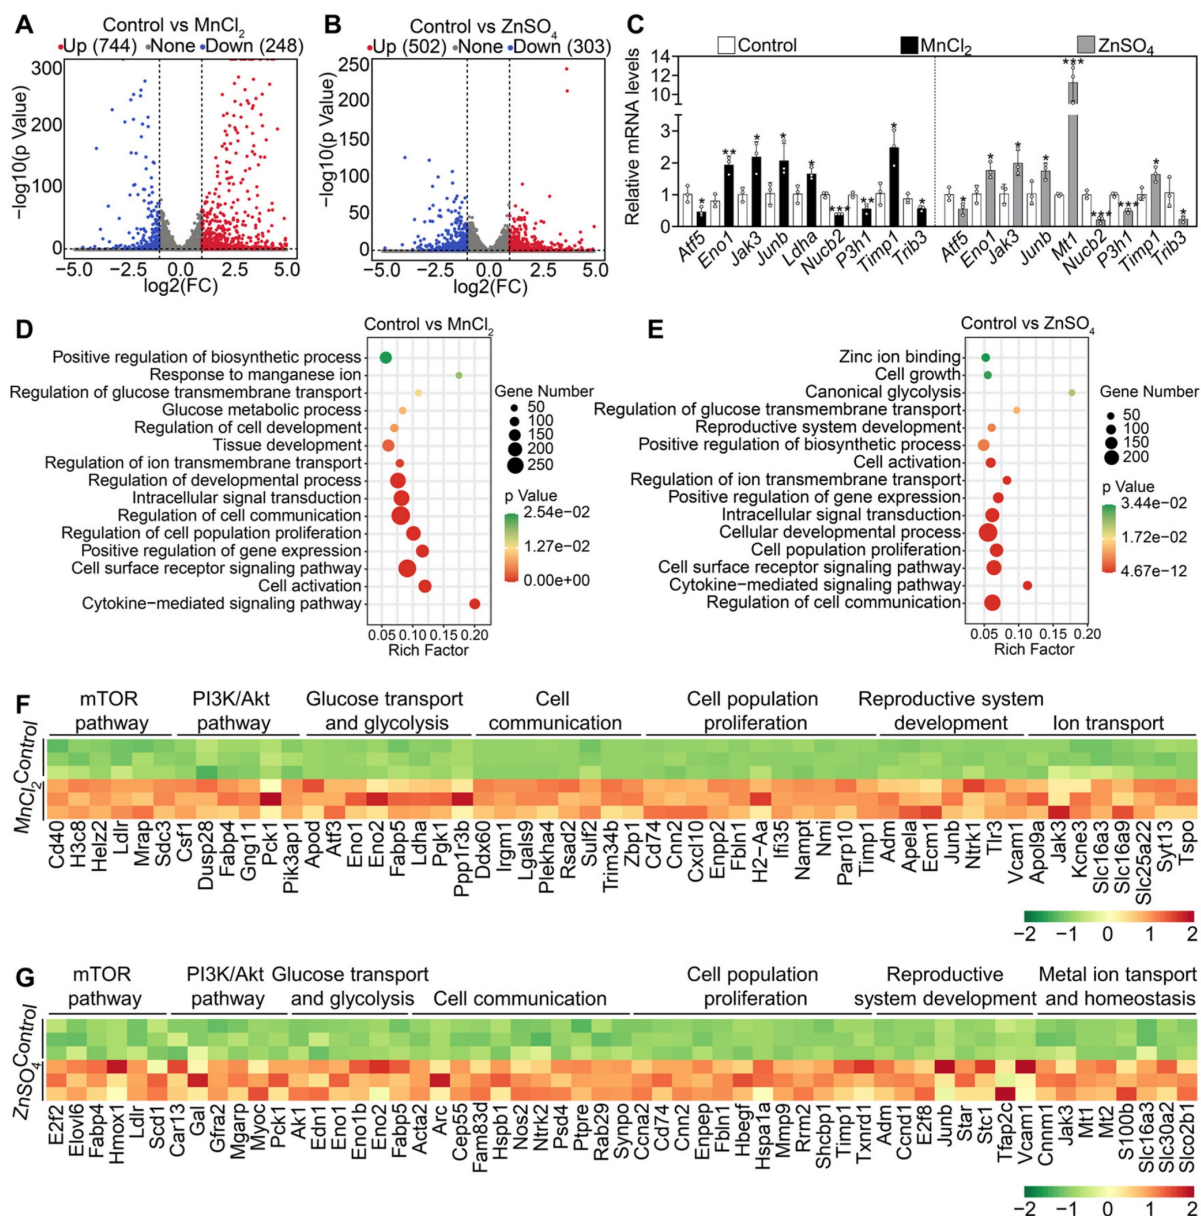 A
Control vs MnCl2
Up (744) None Down (248)
−log10(p Value)
300
200
100
0
−5.0 2.0 5.0
log2(FC)
B
Control vs ZnSO4
Up (502) None Down (303)
−log10(p Value)
250
200
150
100
50
0
−5.0 2.0 5.0
log2(FC)
C
Control MnCl2 ZnSO4
Relative mRNA levels
14
12
10
3
2
1
0
* ** * * * *** ** * * * * * * *** *** *** * *
Atf5 Eno1 Jak3 Junb Ldha Nucb2 P3h1 Timp1 Trib3 Atf5 Eno1 Jak3 Junb Mt1 Nucb2 P3h1 Timp1 Trib3
D
Control vs MnCl2
Positive regulation of biosynthetic process
Response to manganese ion
Regulation of glucose transmembrane transport
Glucose metabolic process
Regulation of cell development
Tissue development
Regulation of ion transmembrane transport
Regulation of developmental process
Intracellular signal transduction
Regulation of cell communication
Regulation of cell population proliferation
Positive regulation of gene expression
Cell surface receptor signaling pathway
Cell activation
Cytokine−mediated signaling pathway
0.05 0.10 0.15 0.20
Rich Factor
Gene Number
50
100
150
200
250
p Value
2.54e−02
1.27e−02
0.00e+00
E
Control vs ZnSO4
Zinc ion binding
Cell growth
Canonical glycolysis
Regulation of glucose transmembrane transport
Reproductive system development
Positive regulation of biosynthetic process
Cell activation
Regulation of ion transmembrane transport
Positive regulation of gene expression
Intracellular signal transduction
Cellular developmental process
Cell population proliferation
Cell surface receptor signaling pathway
Cytokine−mediated signaling pathway
Regulation of cell communication
0.05 0.10 0.15 0.20
Rich Factor
Gene Number
50
100
150
200
p Value
3.44e−02
1.72e−02
4.67e−12
F
mTOR pathway
PI3K/Akt pathway
Glucose transport and glycolysis
Cell communication
Cell population proliferation
Reproductive system development
Ion transport
Control
MnCl2
Cd40 H3c8 Helz2 Ldlr Mrap Sdc3 Csf1 Dusp28 Fabp4 Gng11 Pck1 Pik3ap1 Apod Atf3 Eno1 Eno2 Fabp5 Ldha Pgk1 Ppp1r3b Ddx60 Irgm1 Lgals9 Plekha4 Rsad2 Sulf2 Trim34b Zbp1 Cd74 Cnn2 Cxcl10 Enpp2 Fbln1 H2−Aa Ifi35 Nampt Nmi Parp10 Timp1 Adm Apela Ecm1 Junb Ntrk1 Tlr3 Vcam1 Apol9a Jak3 Kcne3 Slc16a3 Slc16a9 Slc25a22 Syt13 Tspo
−2 −1 0 1 2
G
mTOR pathway
PI3K/Akt pathway
Glucose transport and glycolysis
Cell communication
Cell population proliferation
Reproductive system development
Metal ion tansport and homeostasis
Control
ZnSO4
E2f2 Elovl6 Fabp4 Hmox1 Ldlr Scd1 Car13 Gal Gfra2 Mgarp Myoc Pck1 Ak1 Edn1 Eno1 Eno1b Eno2 Fabp5 Acta2 Arc Cep55 Fam83d Hspb1 Nos2 Ntrk2 Psd4 Ptpre Rab29 Synpo Ccna2 Cd74 Cnn2 Enpep Fbln1 Hbegf Hspa1a Mmp9 Rrm2 Shcbp1 Timp1 Txnrd1 Adm Ccnd1 E2f8 Junb Star Stc1 Tfap2c Vcam1 Cnnm1 Jak3 Mt1 Mt2 S100b Slc16a3 Slc30a2 Slco2b1
−2 −1 0 1 2